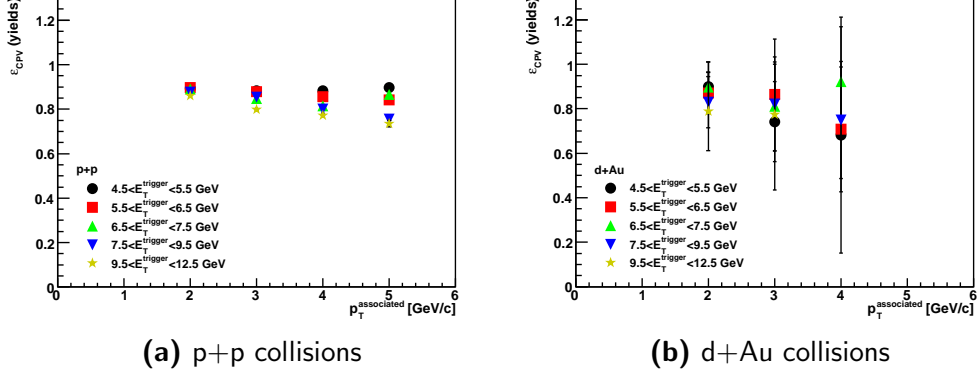 ε_CPV (yields)
1.2
1
0.8
0.6
0.4
0.2
0
p+p
4.5<E_T^trigger<5.5 GeV
5.5<E_T^trigger<6.5 GeV
6.5<E_T^trigger<7.5 GeV
7.5<E_T^trigger<9.5 GeV
9.5<E_T^trigger<12.5 GeV
0 1 2 3 4 5 6
p_T^associated [GeV/c]
(a) p+p collisions
ε_CPV (yields)
1.2
1
0.8
0.6
0.4
0.2
0
d+Au
4.5<E_T^trigger<5.5 GeV
5.5<E_T^trigger<6.5 GeV
6.5<E_T^trigger<7.5 GeV
7.5<E_T^trigger<9.5 GeV
9.5<E_T^trigger<12.5 GeV
0 1 2 3 4 5 6
p_T^associated [GeV/c]
(b) d+Au collisions